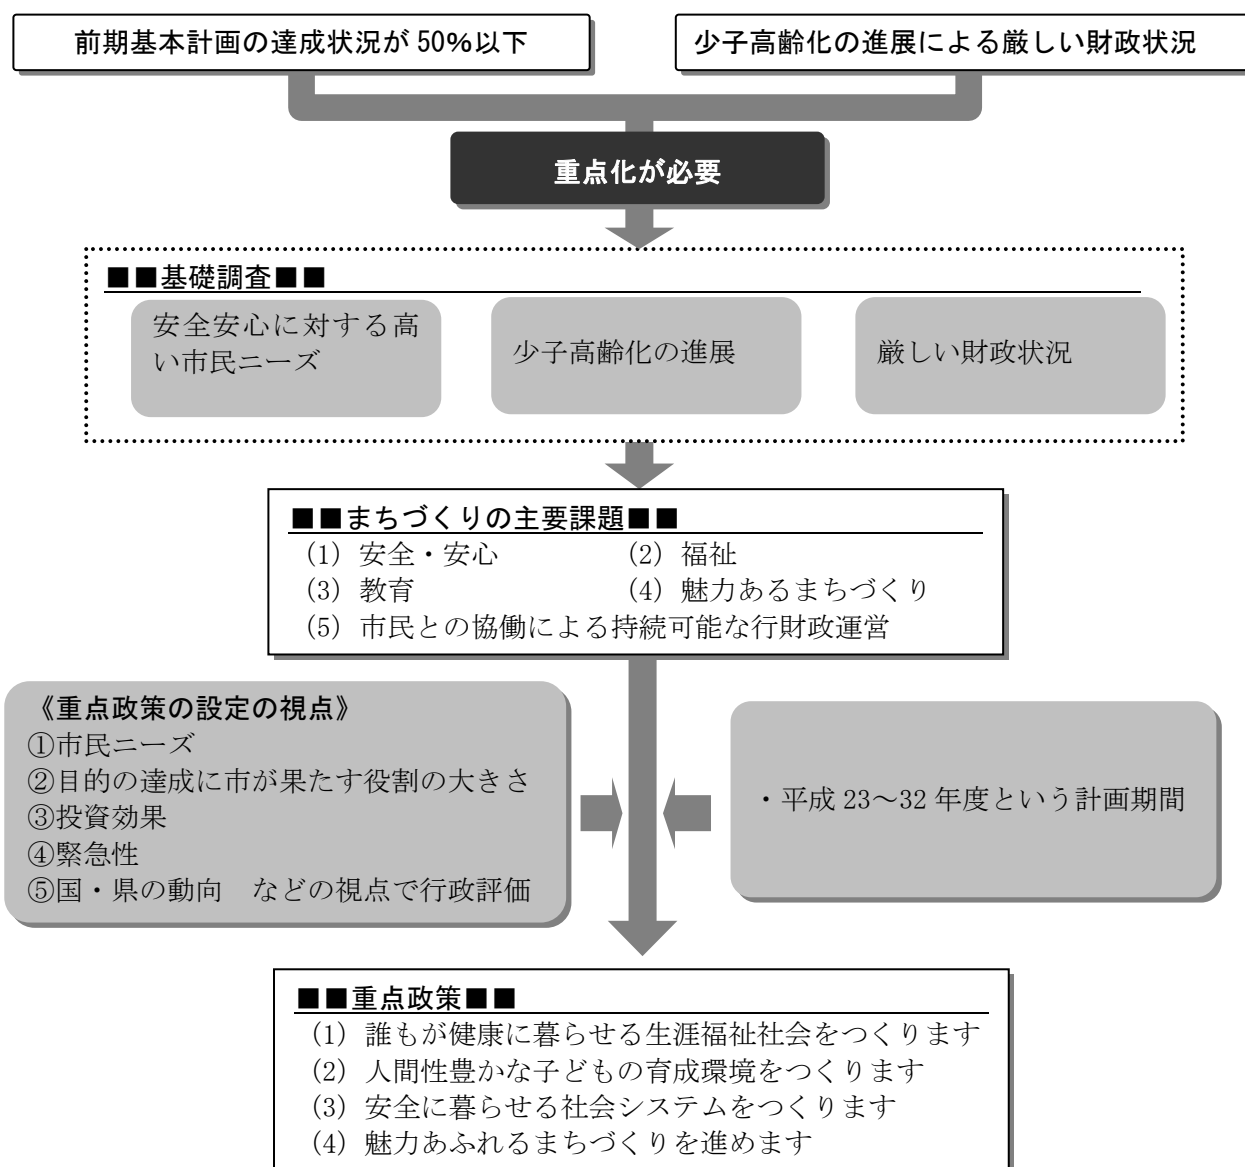 前期基本計画の達成状況が50％以下
少子高齢化の進展による厳しい財政状況
重点化が必要
■■基礎調査■■
安全安心に対する高
い市民ニーズ
少子高齢化の進展
厳しい財政状況
■■まちづくりの主要課題■■
(1) 安全・安心 (2) 福祉
(3) 教育 (4) 魅力あるまちづくり
(5) 市民との協働による持続可能な行財政運営
《重点政策の設定の視点》
①市民ニーズ
②目的の達成に市が果たす役割の大きさ
③投資効果
④緊急性
⑤国・県の動向　などの視点で行政評価
・平成 23～32 年度という計画期間
■■重点政策■■
(1) 誰もが健康に暮らせる生涯福祉社会をつくります
(2) 人間性豊かな子どもの育成環境をつくります
(3) 安全に暮らせる社会システムをつくります
(4) 魅力あふれるまちづくりを進めます